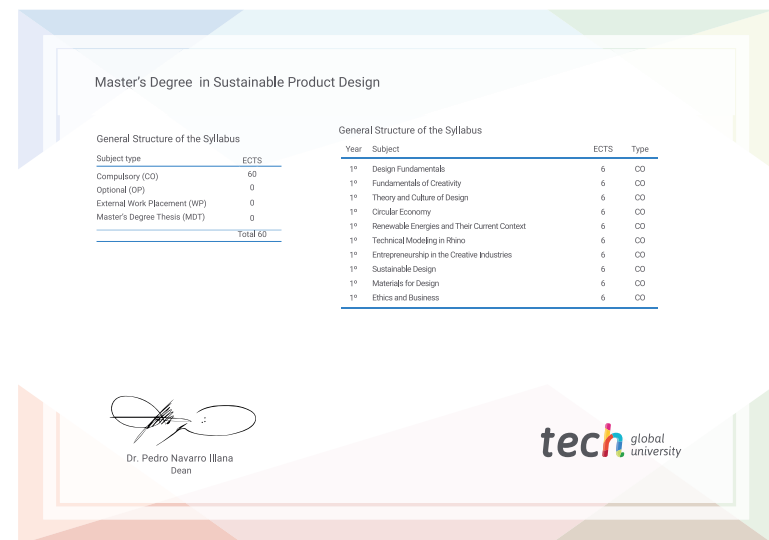 Master's Degree in Sustainable Product Design
General Structure of the Syllabus
Subject type ECTS
Compulsory (CO) 60
Optional (OP) 0
External Work Placement (WP) 0
Master's Degree Thesis (MDT) 0
Total 60
General Structure of the Syllabus
Year Subject ECTS Type
1º Design Fundamentals 6 CO
1º Fundamentals of Creativity 6 CO
1º Theory and Culture of Design 6 CO
1º Circular Economy 6 CO
1º Renewable Energies and Their Current Context 6 CO
1º Technical Modeling in Rhino 6 CO
1º Entrepreneurship in the Creative Industries 6 CO
1º Sustainable Design 6 CO
1º Materials for Design 6 CO
1º Ethics and Business 6 CO
Dr. Pedro Navarro Illana
Dean
tech global
university